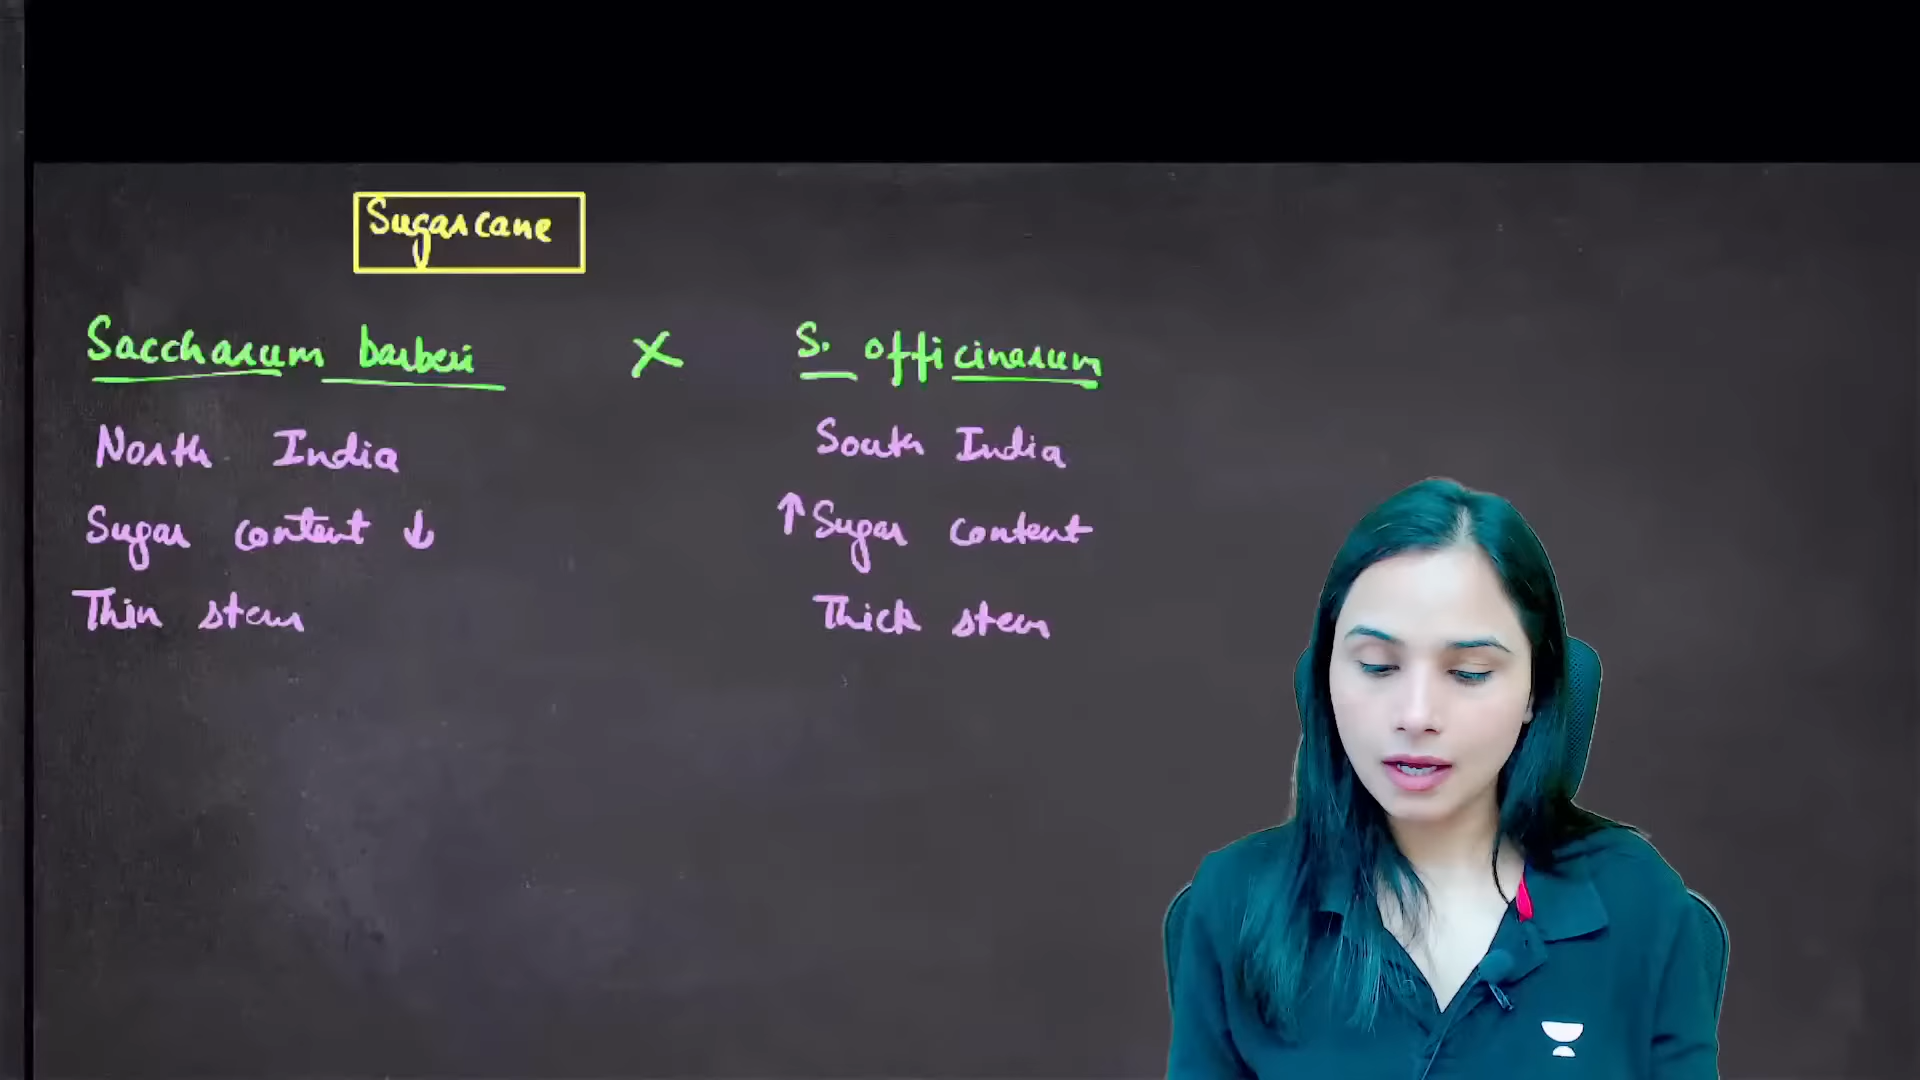 Sugarcane
Saccharum barberi X S. officinarum
North India
South India
Sugar content ↓
↑ Sugar content
Thin stem
Thick stem